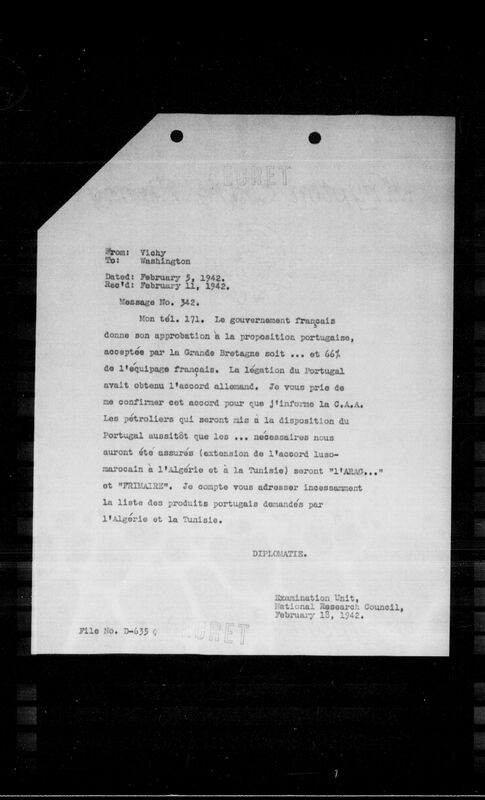 SECRET
From: Vichy
To: Washington
Dated: February 5, 1942.
Rec'd: February 11, 1942.
Message No. 342.
Mon tél. 171. Le gouvernement français
donne son approbation à la proposition portugaise,
acceptée par la Grande Bretagne soit ... et 66%
de l'équipage français. La légation du Portugal
avait obtenu l'accord allemand. Je vous prie de
me confirmer cet accord pour que j'informe la C.A.A.
Les pétroliers qui seront mis à la disposition du
Portugal aussitôt que les ... nécessaires nous
auront été assurés (extension de l'accord luso-
marocain à l'Algérie et à la Tunisie) seront "l'ARAG..."
et "FRIMAIRE". Je compte vous adresser incessamment
la liste des produits portugais demandés par
l'Algérie et la Tunisie.
DIPLOMATIE.
Examination Unit,
National Research Council,
February 18, 1942.
File No. D-635
SECRET